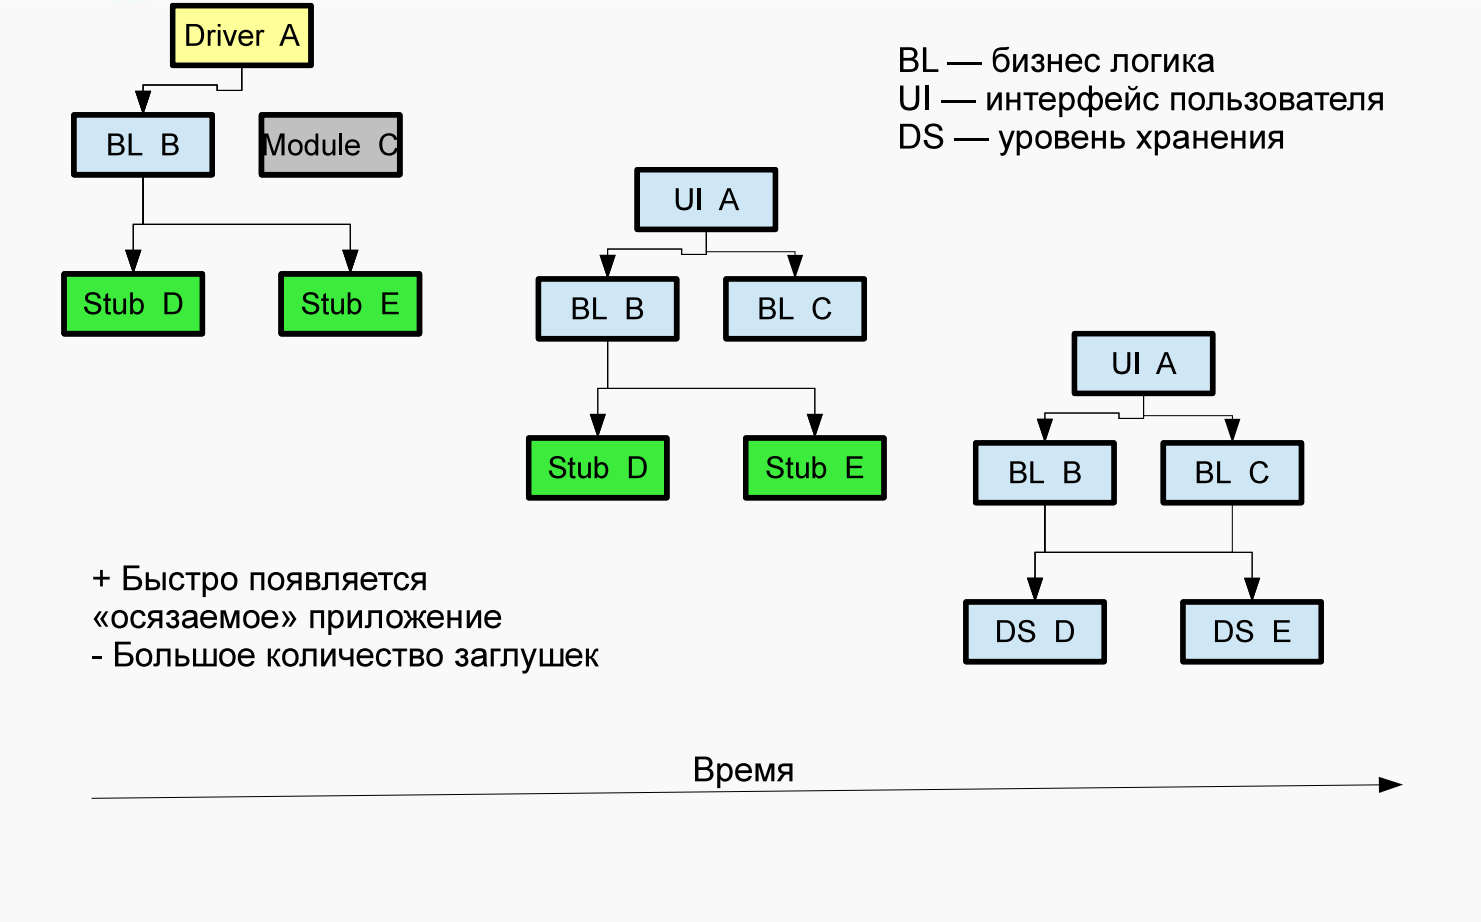 Driver A
BL B
Module C
Stub D
Stub E
BL — бизнес логика
UI — интерфейс пользователя
DS — уровень хранения
UI A
BL B
BL C
Stub D
Stub E
UI A
BL B
BL C
DS D
DS E
+ Быстро появляется
«осязаемое» приложение
- Большое количество заглушек
Время